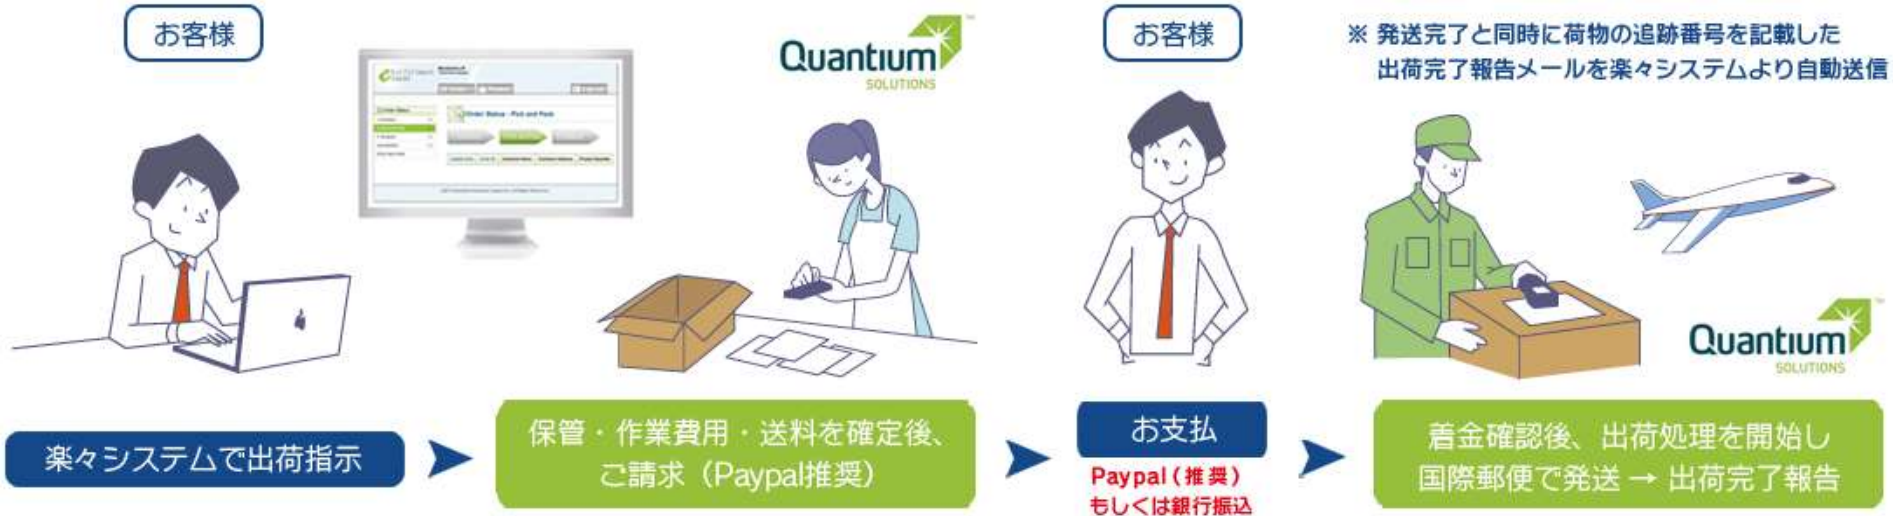 お客様
Quantium
SOLUTIONS
Order Status - Pick and Pack
楽々システムで出荷指示
保管・作業費用・送料を確定後、
ご請求（Paypal推奨）
お客様
お支払
Paypal（推奨）
もしくは銀行振込
※ 発送完了と同時に荷物の追跡番号を記載した
出荷完了報告メールを楽々システムより自動送信
Quantium
SOLUTIONS
着金確認後、出荷処理を開始し
国際郵便で発送 → 出荷完了報告